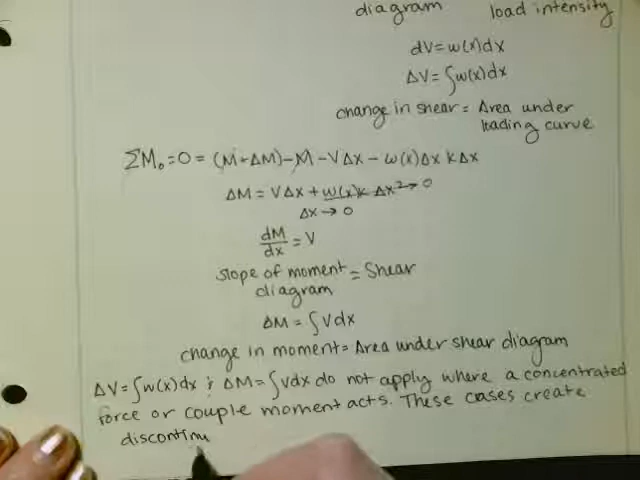 diagram load intensity
dV = w(x)dx
ΔV = ∫w(x)dx
change in shear = Area under
loading curve
ΣM₀ = 0 = (M + ΔM) - M - VΔx - w(x)Δx kΔx
ΔM = VΔx + w(x)k Δx² → 0
Δx → 0
dM/dx = V
slope of moment = Shear
diagram
ΔM = ∫Vdx
change in moment = Area under shear diagram
ΔV = ∫w(x)dx ; ΔM = ∫Vdx do not apply where a concentrated
force or couple moment acts. These cases create
discontinu